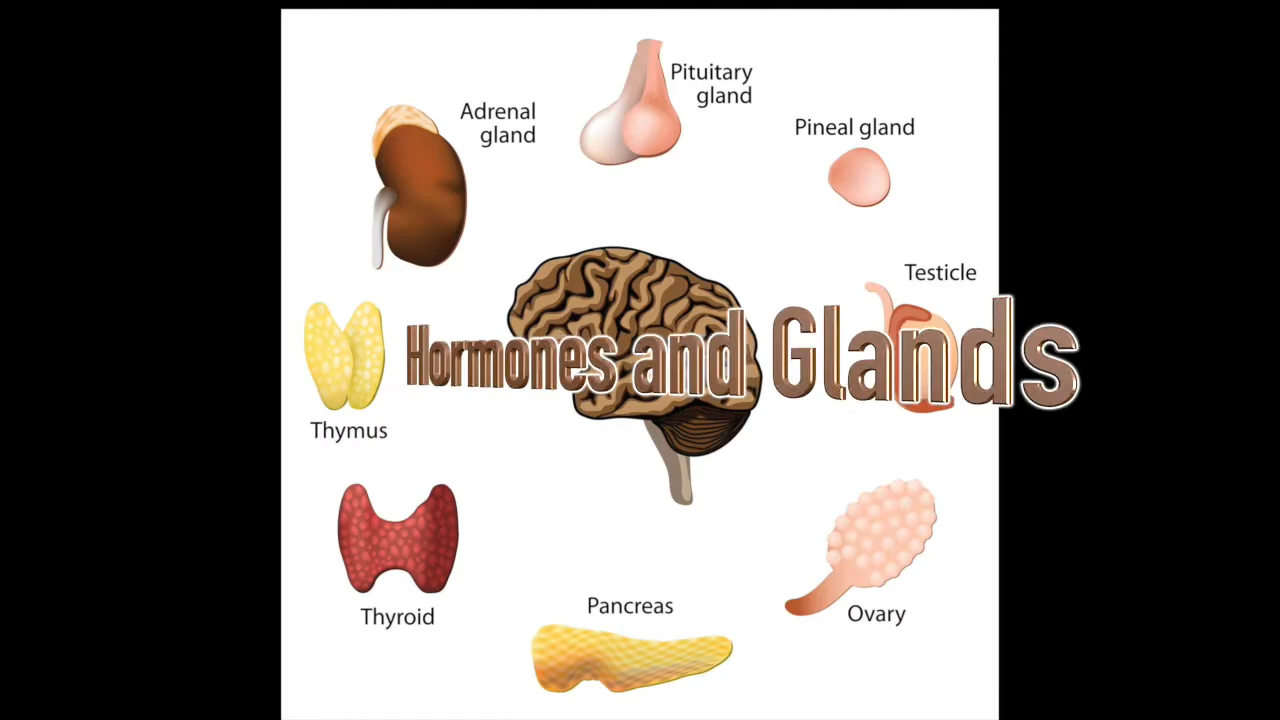 Pituitary
gland
Adrenal
gland
Pineal gland
Testicle
Hormones and Glands
Thymus
Thyroid
Pancreas
Ovary